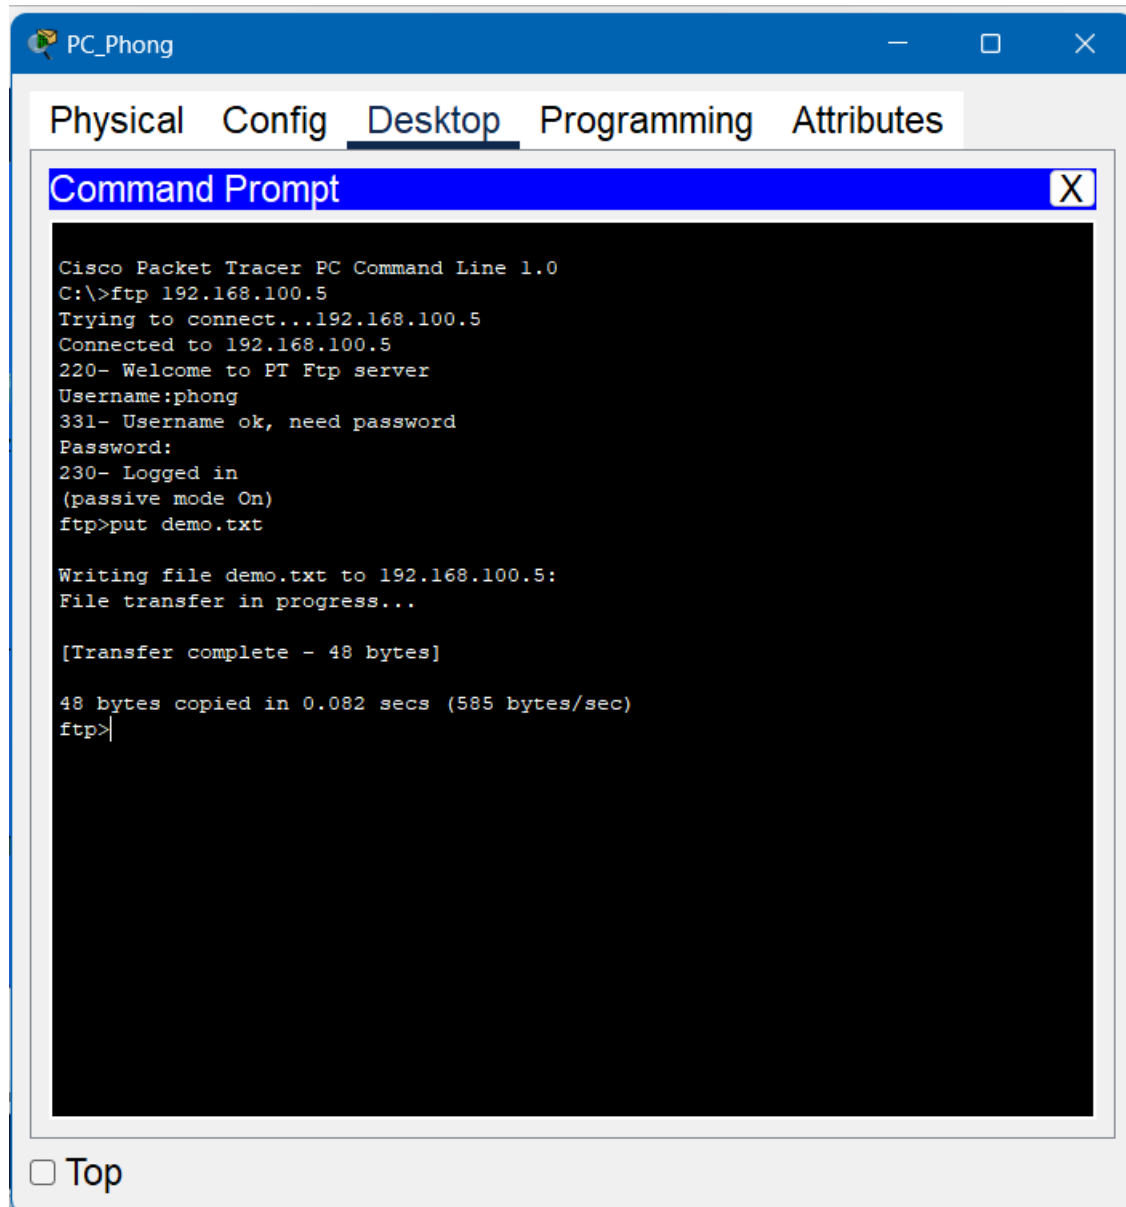 PC_Phong
Physical Config Desktop Programming Attributes
Command Prompt X
Cisco Packet Tracer PC Command Line 1.0
C:\>ftp 192.168.100.5
Trying to connect...192.168.100.5
Connected to 192.168.100.5
220- Welcome to PT Ftp server
Username:phong
331- Username ok, need password
Password:
230- Logged in
(passive mode On)
ftp>put demo.txt
Writing file demo.txt to 192.168.100.5:
File transfer in progress...
[Transfer complete - 48 bytes]
48 bytes copied in 0.082 secs (585 bytes/sec)
ftp>
Top